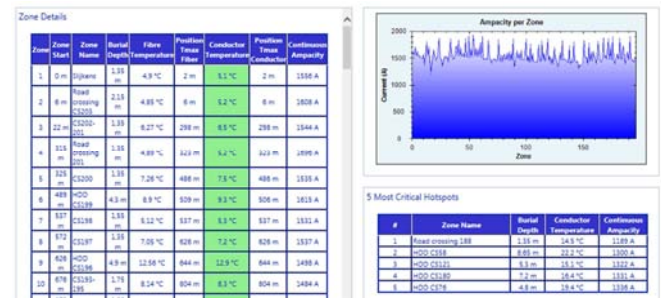 Zone Details
Zone Zone Start Zone Name Burial Depth Fibre Temperature Position Tmax Fiber Conductor Temperature Position Tmax Conductor Continuous Ampacity
1 0 m Dijkens 1,35 m 4,9 °C 2 m 5,1 °C 2 m 1556 A
2 6 m Road crossing CS203 2,15 m 4,95 °C 6 m 5,2 °C 6 m 1608 A
3 22 m CS202-201 1,35 m 6,27 °C 298 m 6,5 °C 298 m 1544 A
4 315 m Road crossing 201 1,35 m 4,89 °C 323 m 5,2 °C 323 m 1696 A
5 325 m CS200 1,35 m 7,26 °C 486 m 7,5 °C 486 m 1535 A
6 489 m HDD CS199 4,3 m 8,9 °C 509 m 9,3 °C 506 m 1615 A
7 537 m CS198 1,55 m 5,12 °C 537 m 5,3 °C 537 m 1531 A
8 572 m CS197 1,35 m 7,05 °C 626 m 7,2 °C 626 m 1537 A
9 626 m HDD CS196 4,9 m 12,56 °C 644 m 12,9 °C 644 m 1498 A
10 676 m CS195-195 1,75 m 8,14 °C 804 m 8,3 °C 804 m 1484 A
Ampacity per Zone
Current (A)
2000
1500
1000
500
0
0 50 100 150
Zone
5 Most Critical Hotspots
# Zone Name Burial Depth Conductor Temperature Continuous Ampacity
1 Road crossing 188 1,35 m 14,5 °C 1189 A
2 HDD CS58 8,65 m 22,2 °C 1300 A
3 HDD CS121 5,3 m 15,1 °C 1322 A
4 HDD CS180 7,2 m 16,4 °C 1331 A
5 HDD CS76 4,8 m 19,4 °C 1336 A